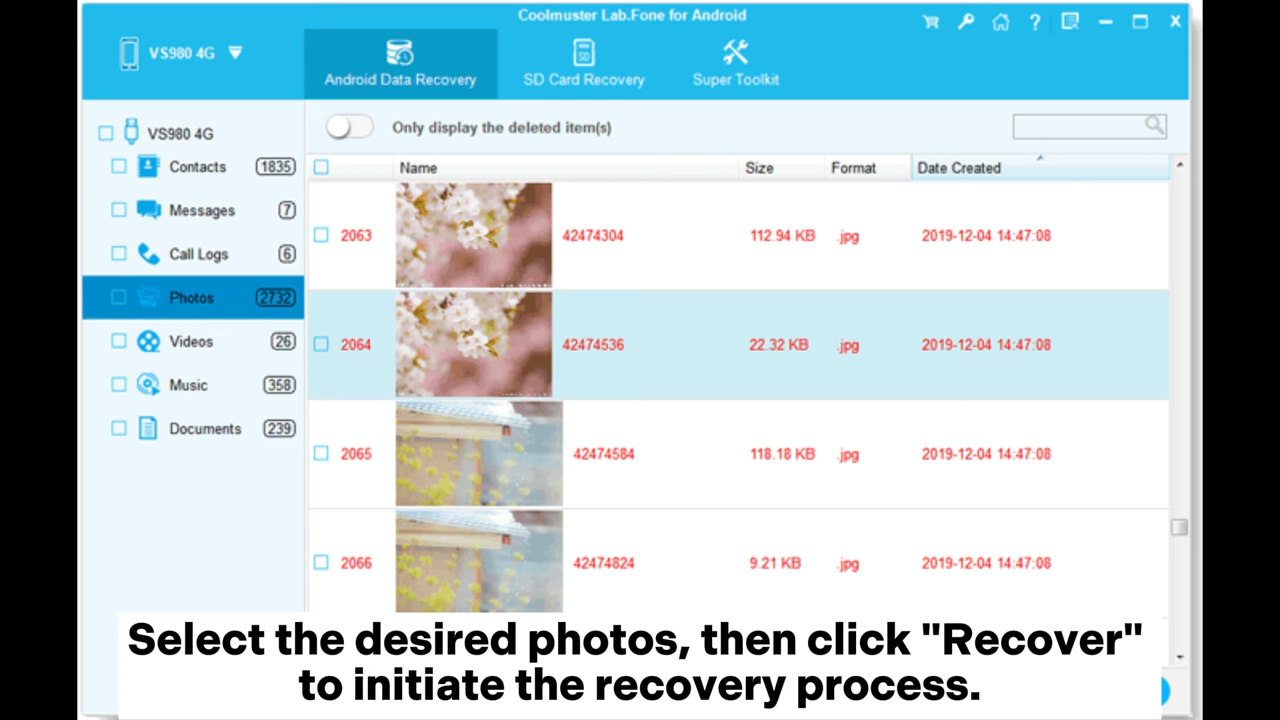 Coolmuster Lab.Fone for Android
VS980 4G
Android Data Recovery
SD
SD Card Recovery
Super Toolkit
?
X
VS980 4G
Contacts 1835
Messages 7
Call Logs 6
Photos 2732
Videos 26
Music 358
Documents 239
Only display the deleted item(s)
Name Size Format Date Created
2063 42474304 112.94 KB .jpg 2019-12-04 14:47:08
2064 42474536 22.32 KB .jpg 2019-12-04 14:47:08
2065 42474584 118.18 KB .jpg 2019-12-04 14:47:08
2066 42474824 9.21 KB .jpg 2019-12-04 14:47:08
Select the desired photos, then click "Recover"
to initiate the recovery process.